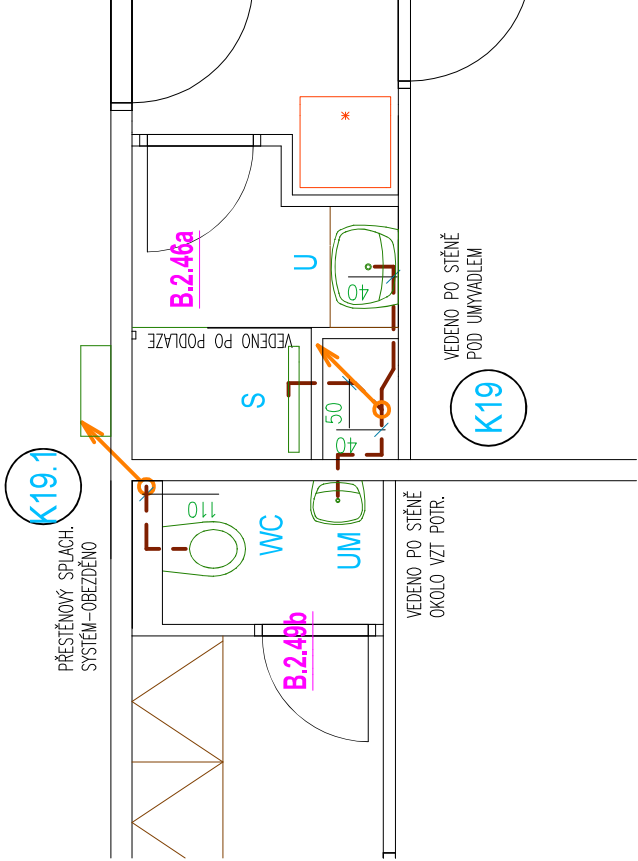 B.2.46a
U
40
VEDENO PO STĚNĚ
POD UMYVADLEM
VEDENO PO PODLAZE
S
50
40
K19
K19.1
PŘESTĚNOVÝ SPLACH.
SYSTÉM-OBEZDĚNO
110
WC
UM
VEDENO PO STĚNĚ
OKOLO VZT POTR.
B.2.49b